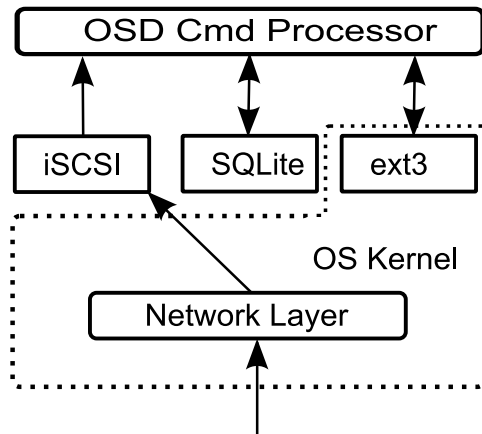 OSD Cmd Processor
iSCSI
SQLite
ext3
OS Kernel
Network Layer